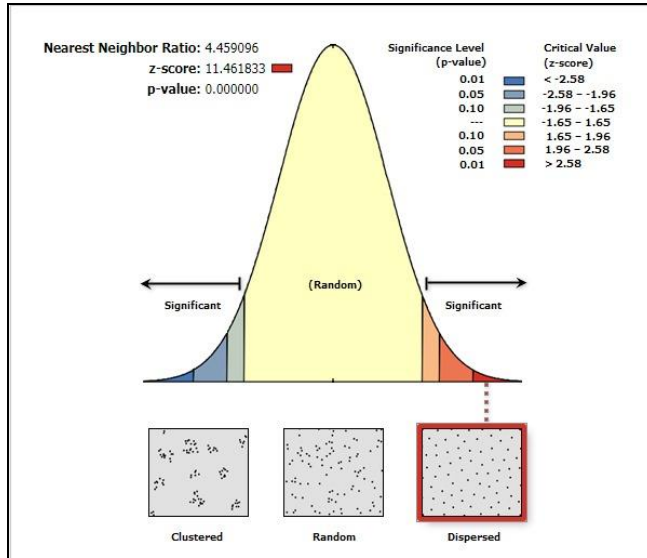 Nearest Neighbor Ratio: 4.459096
z-score: 11.461833
p-value: 0.000000
Significance Level
(p-value)
Critical Value
(z-score)
0.01 < -2.58
0.05 -2.58 – -1.96
0.10 -1.96 – -1.65
--- -1.65 – 1.65
0.10 1.65 – 1.96
0.05 1.96 – 2.58
0.01 > 2.58
Significant
(Random)
Significant
Clustered
Random
Dispersed